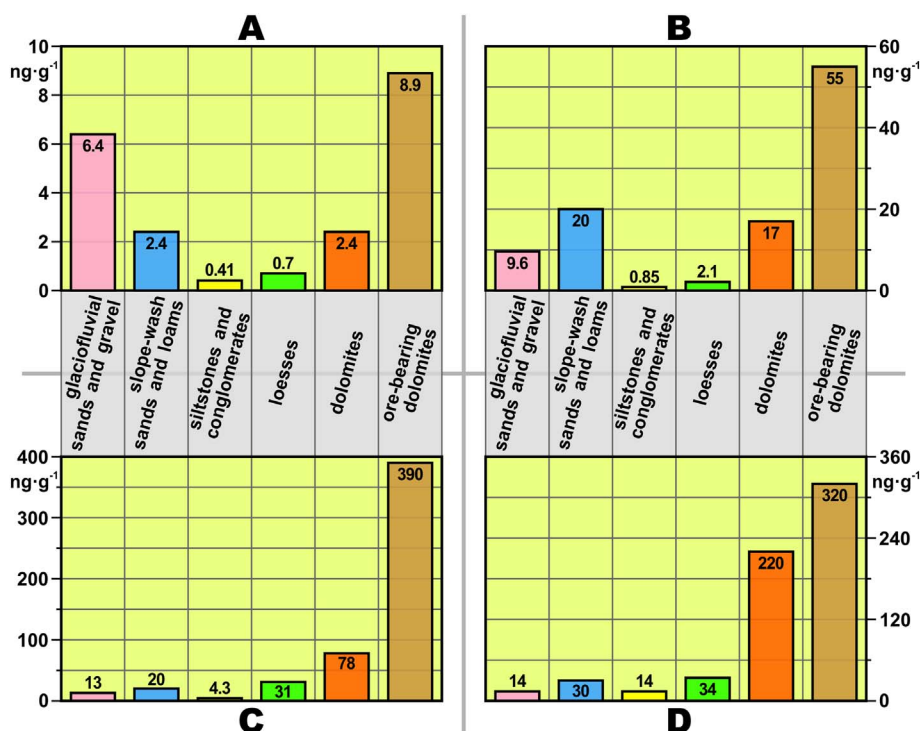 A
10
ng·g⁻¹
8
6
4
2
0
6.4
2.4
0.41
0.7
2.4
8.9
B
60
ng·g⁻¹
40
20
0
9.6
20
0.85
2.1
17
55
glaciofluvial
sands and gravel
slope-wash
sands and loams
siltstones and
conglomerates
loesses
dolomites
ore-bearing
dolomites
glaciofluvial
sands and gravel
slope-wash
sands and loams
siltstones and
conglomerates
loesses
dolomites
ore-bearing
dolomites
400
ng·g⁻¹
300
300
100
0
13
20
4.3
31
78
390
C
360
ng·g⁻¹
240
120
0
14
30
14
34
220
320
D